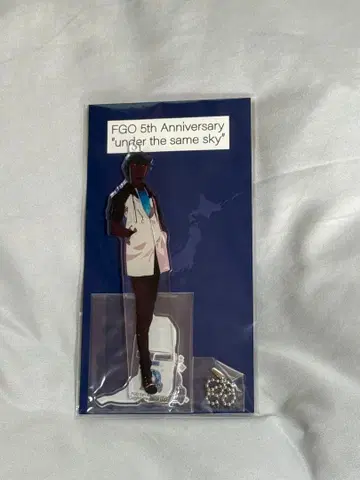 FGO 5th Anniversary
"under the same sky"